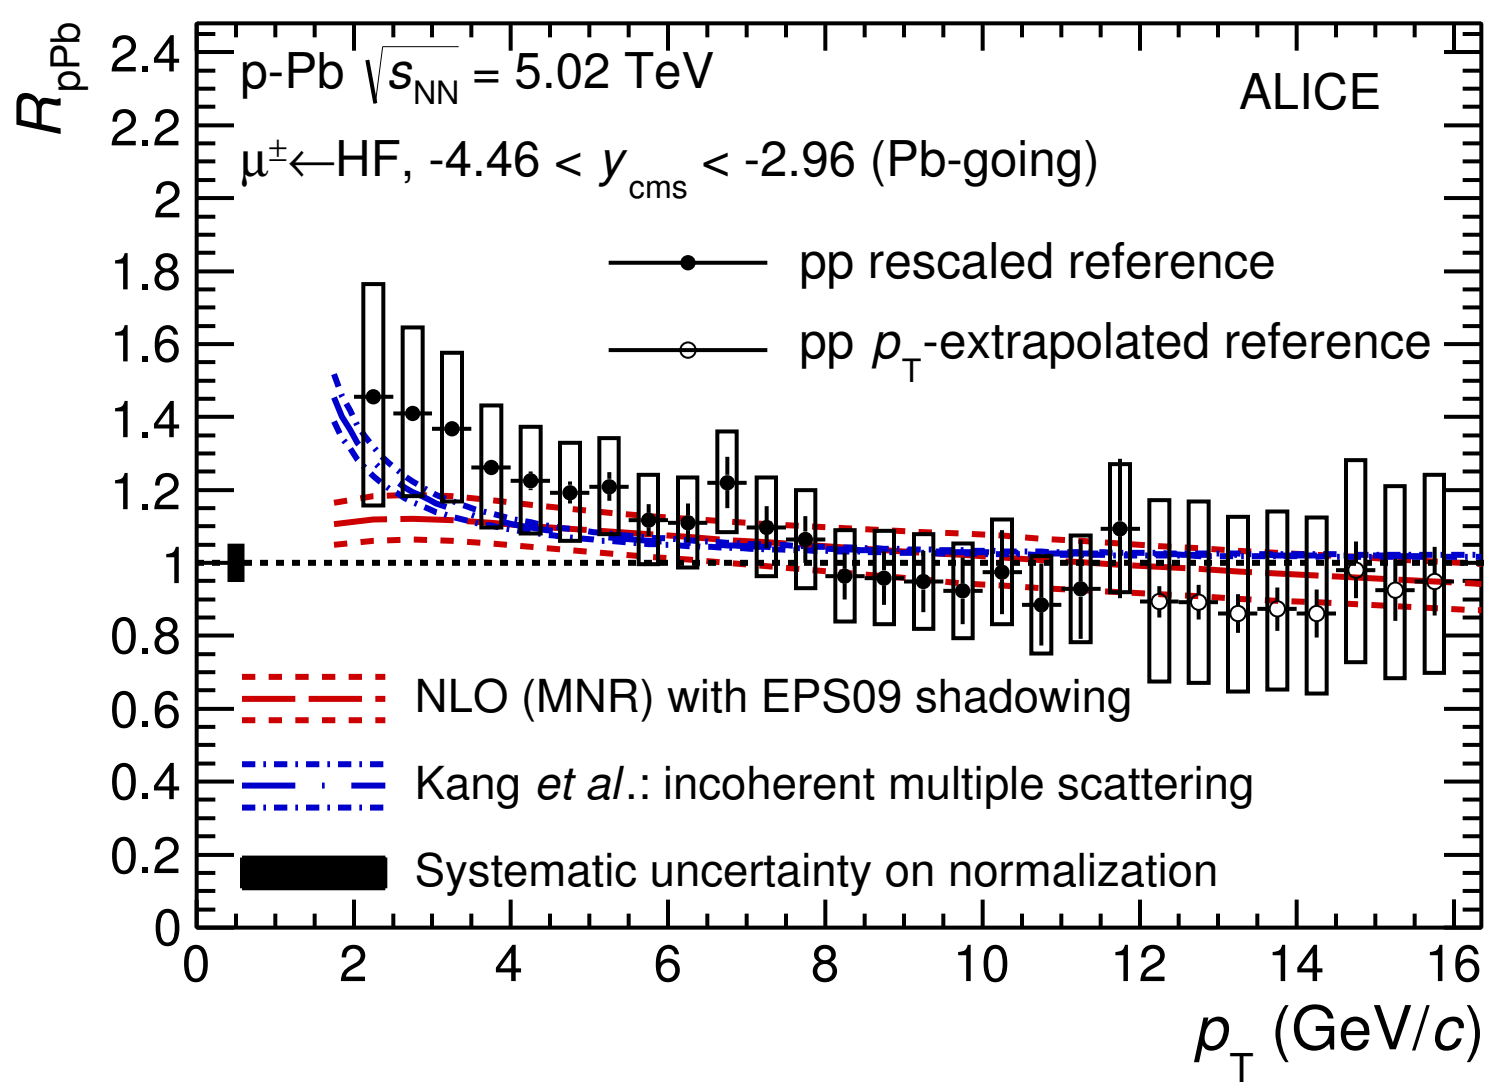 R_pPb
p-Pb √s_NN = 5.02 TeV
ALICE
μ±←HF, -4.46 < y_cms < -2.96 (Pb-going)
pp rescaled reference
pp p_T-extrapolated reference
NLO (MNR) with EPS09 shadowing
Kang et al.: incoherent multiple scattering
Systematic uncertainty on normalization
2.4
2.2
2
1.8
1.6
1.4
1.2
1
0.8
0.6
0.4
0.2
0
0 2 4 6 8 10 12 14 16
p_T (GeV/c)